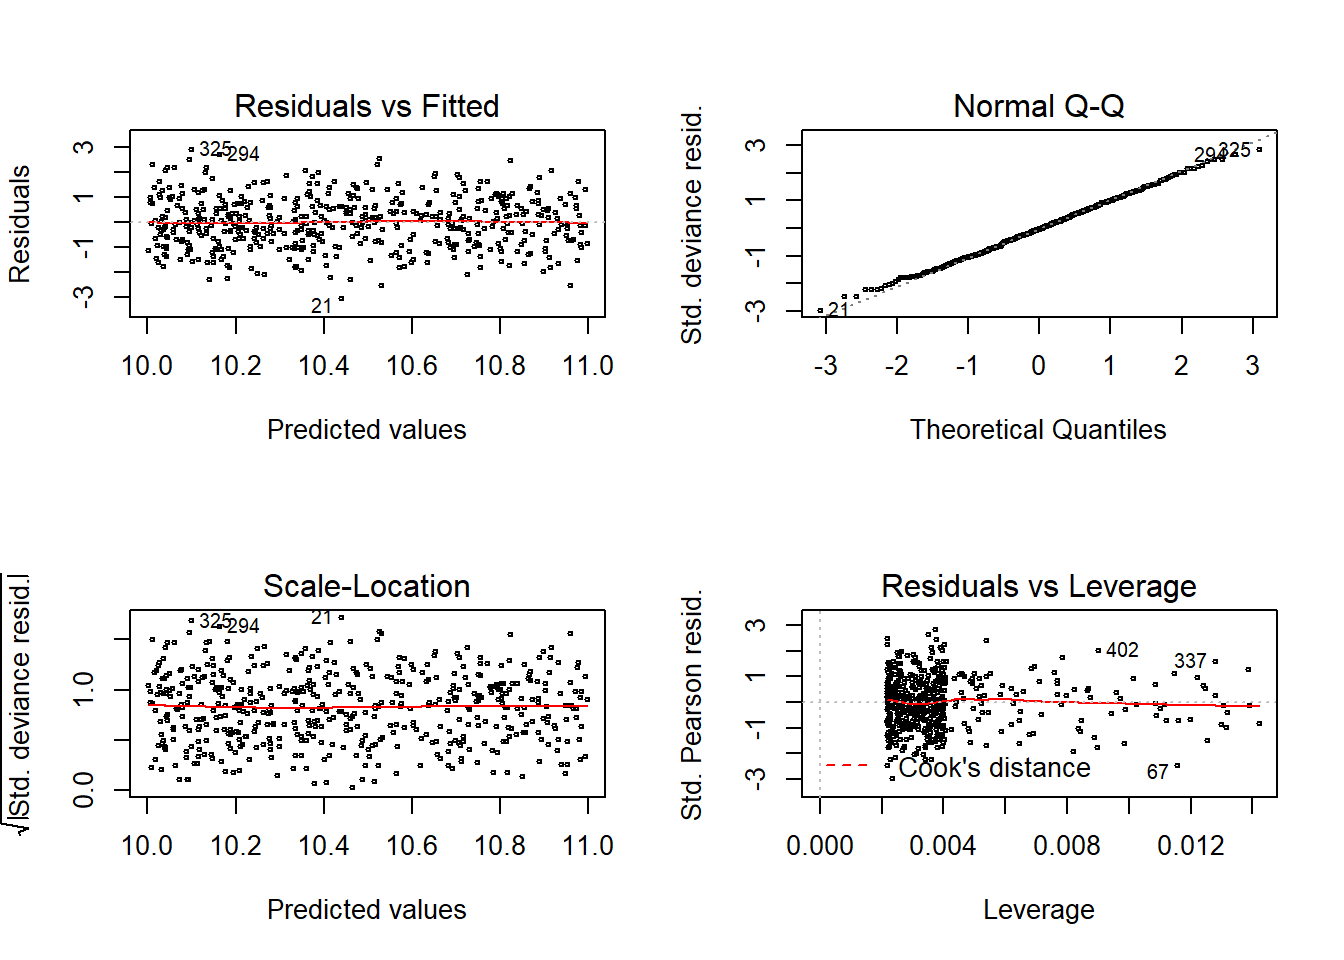 Residuals vs Fitted
Residuals
3
1
-1
-3
325
294
21
10.0 10.2 10.4 10.6 10.8 11.0
Predicted values
Normal Q-Q
Std. deviance resid.
3
1
-1
-3
294
325
21
-3 -2 -1 0 1 2 3
Theoretical Quantiles
Scale-Location
√|Std. deviance resid.|
1.0
0.0
325
294
21
10.0 10.2 10.4 10.6 10.8 11.0
Predicted values
Residuals vs Leverage
Std. Pearson resid.
3
1
-1
-3
402
337
67
Cook's distance
0.000 0.004 0.008 0.012
Leverage